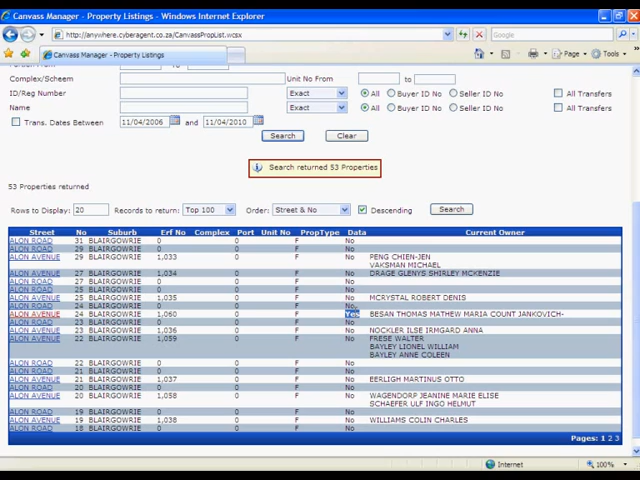 Canvass Manager - Property Listings - Windows Internet Explorer
http://anywhere.cyberagent.co.za/CanvassPropList.wcsx
Google
Canvass Manager - Property Listings
Page
Tools
to
Complex/Scheem Unit No From to
ID/Reg Number Exact All Buyer ID No Seller ID No All Transfers
Name Exact All Buyer ID No Seller ID No All Transfers
Trans. Dates Between 11/04/2006 and 11/04/2010
Search Clear
Search returned 53 Properties
53 Properties returned
Rows to Display: 20 Records to return: Top 100 Order: Street & No Descending Search
Street No Suburb Erf No Complex Port Unit No PropType Data Current Owner
ALON ROAD 31 BLAIRGOWRIE 0 0 F No
ALON ROAD 29 BLAIRGOWRIE 0 0 F No
ALON AVENUE 29 BLAIRGOWRIE 1,033 0 F No PENG CHIEN-JEN
VAKSMAN MICHAEL
ALON AVENUE 27 BLAIRGOWRIE 1,034 0 F No DRAGE GLENYS SHIRLEY MCKENZIE
ALON ROAD 27 BLAIRGOWRIE 0 0 F No
ALON ROAD 25 BLAIRGOWRIE 0 0 F No
ALON AVENUE 25 BLAIRGOWRIE 1,035 0 F No MCRYSTAL ROBERT DENIS
ALON ROAD 24 BLAIRGOWRIE 0 0 F No
ALON AVENUE 24 BLAIRGOWRIE 1,060 0 F Yes BESAN THOMAS MATHEW MARIA COUNT JANKOVICH-
ALON ROAD 23 BLAIRGOWRIE 0 0 F No
ALON AVENUE 23 BLAIRGOWRIE 1,036 0 F No NOCKLER ILSE IRMGARD ANNA
ALON AVENUE 22 BLAIRGOWRIE 1,059 0 F No FRESE WALTER
BAYLEY LIONEL WILLIAM
BAYLEY ANNE COLEEN
ALON ROAD 22 BLAIRGOWRIE 0 0 F No
ALON ROAD 21 BLAIRGOWRIE 0 0 F No
ALON AVENUE 21 BLAIRGOWRIE 1,037 0 F No EERLIGH MARTINUS OTTO
ALON ROAD 20 BLAIRGOWRIE 0 0 F No
ALON AVENUE 20 BLAIRGOWRIE 1,058 0 F No WAGENDORP JEANINE MARIE ELISE
SCHAEFER ULF INGO HELMUT
ALON ROAD 19 BLAIRGOWRIE 0 0 F No
ALON AVENUE 19 BLAIRGOWRIE 1,038 0 F No WILLIAMS COLIN CHARLES
ALON ROAD 18 BLAIRGOWRIE 0 0 F No
Pages: 1 2 3
Internet 100%